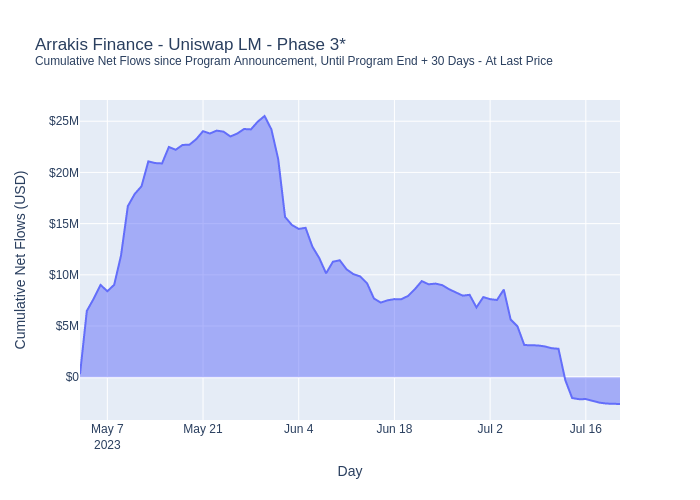 Arrakis Finance - Uniswap LM - Phase 3*
Cumulative Net Flows since Program Announcement, Until Program End + 30 Days - At Last Price
Cumulative Net Flows (USD)
$25M
$20M
$15M
$10M
$5M
$0
May 7
2023
May 21
Jun 4
Jun 18
Jul 2
Jul 16
Day